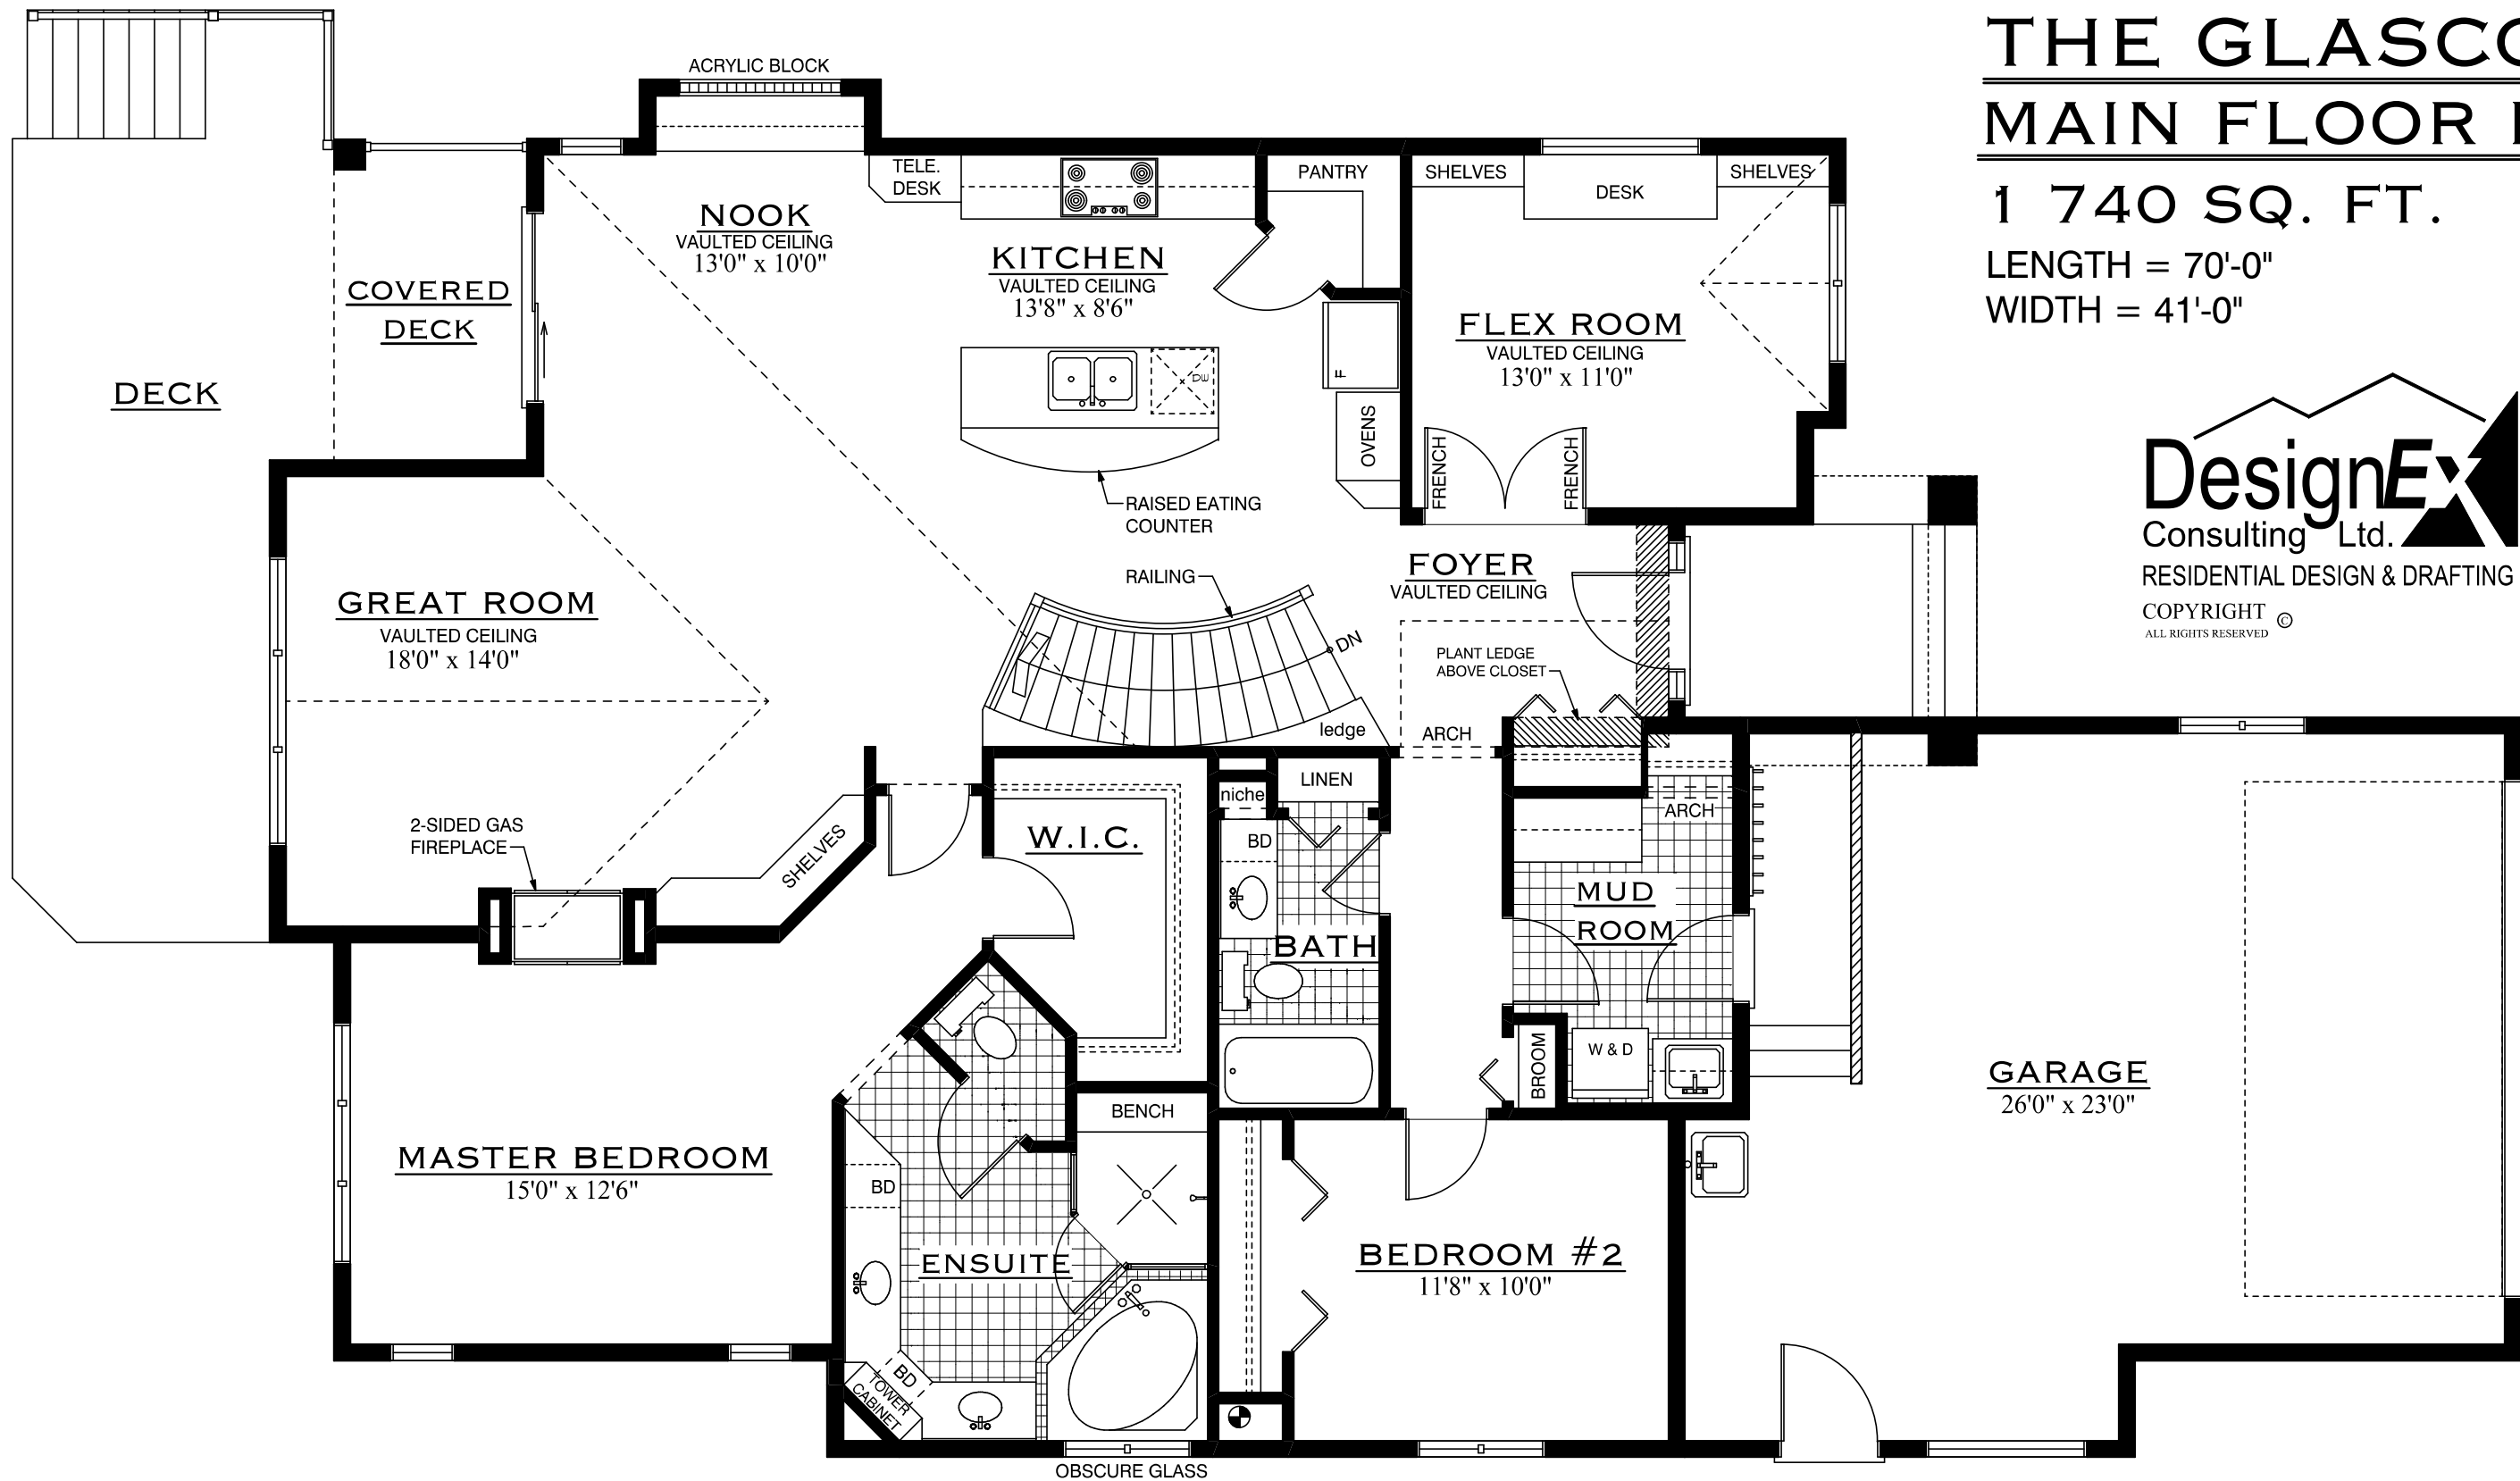 THE GLASCO
MAIN FLOOR
1 740 SQ. FT.
LENGTH = 70'-0"
WIDTH = 41'-0"
DesignEx
Consulting Ltd.
RESIDENTIAL DESIGN & DRAFTING
COPYRIGHT ©
ALL RIGHTS RESERVED
ACRYLIC BLOCK
TELE.
DESK
PANTRY
SHELVES
DESK
SHELVES
NOOK
VAULTED CEILING
13'0" x 10'0"
KITCHEN
VAULTED CEILING
13'8" x 8'6"
COVERED
DECK
DECK
FLEX ROOM
VAULTED CEILING
13'0" x 11'0"
F
DW
OVENS
FRENCH
FRENCH
RAISED EATING
COUNTER
RAILING
FOYER
VAULTED CEILING
GREAT ROOM
VAULTED CEILING
18'0" x 14'0"
DN
PLANT LEDGE
ABOVE CLOSET
ledge
ARCH
LINEN
niche
ARCH
2-SIDED GAS
FIREPLACE
SHELVES
W.I.C.
BD
MUD
ROOM
BATH
W & D
BROOM
GARAGE
26'0" x 23'0"
BENCH
MASTER BEDROOM
15'0" x 12'6"
BD
ENSUITE
BEDROOM #2
11'8" x 10'0"
BD
TOWER
CABINET
OBSCURE GLASS